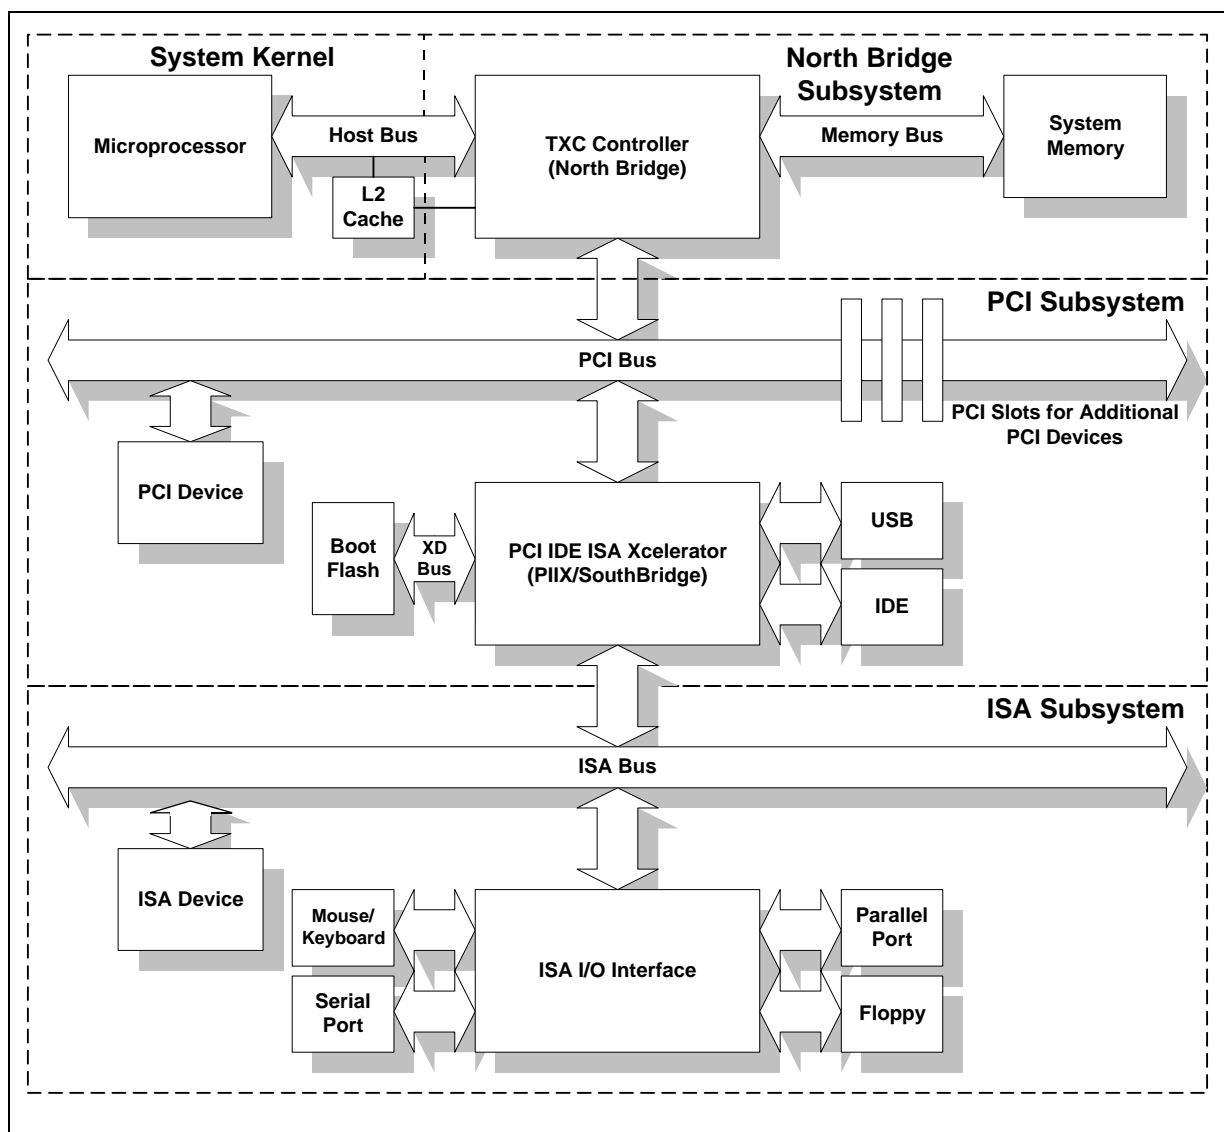 System Kernel
North Bridge
Subsystem
Microprocessor
Host Bus
TXC Controller
(North Bridge)
Memory Bus
System
Memory
L2
Cache
PCI Subsystem
PCI Bus
PCI Slots for Additional
PCI Devices
PCI Device
Boot
Flash
XD
Bus
PCI IDE ISA Xcelerator
(PIIX/SouthBridge)
USB
IDE
ISA Subsystem
ISA Bus
ISA Device
Mouse/
Keyboard
Serial
Port
ISA I/O Interface
Parallel
Port
Floppy